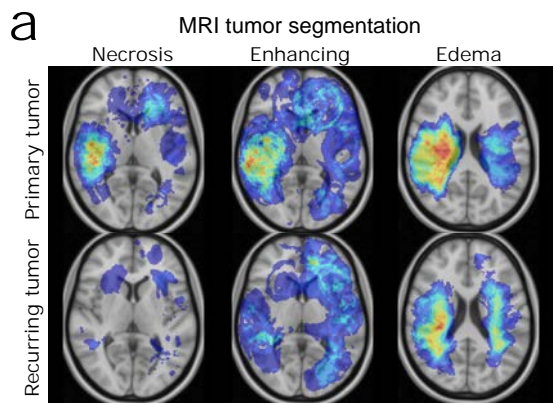 a
MRI tumor segmentation
Necrosis Enhancing Edema
Primary tumor
Recurring tumor